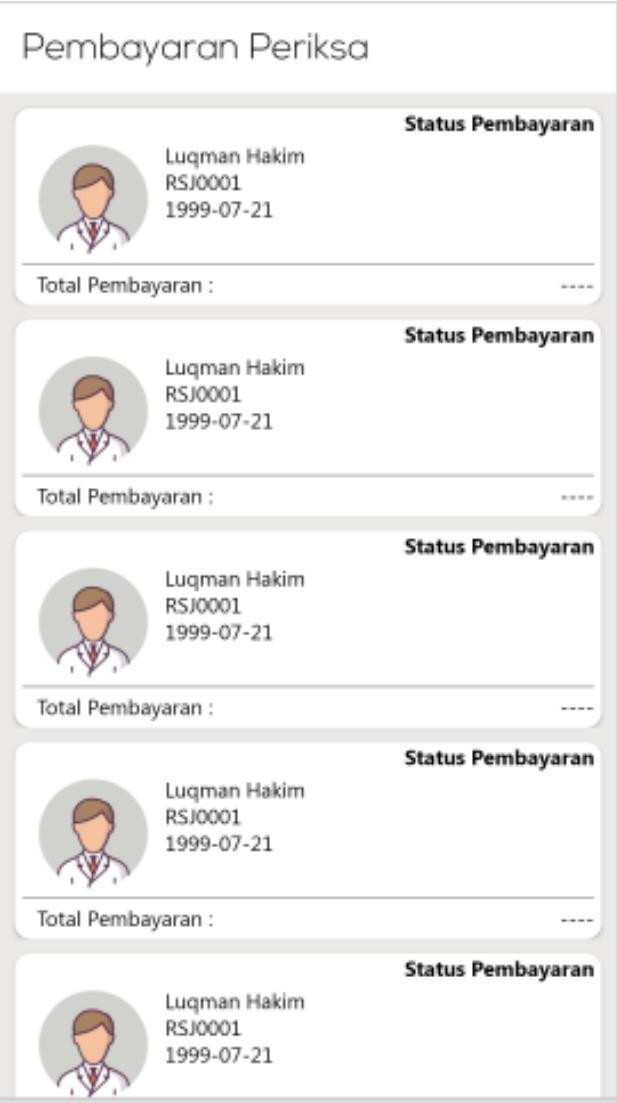 Pembayaran Periksa
Status Pembayaran
Luqman Hakim
RSJ0001
1999-07-21
Total Pembayaran : ----
Status Pembayaran
Luqman Hakim
RSJ0001
1999-07-21
Total Pembayaran : ----
Status Pembayaran
Luqman Hakim
RSJ0001
1999-07-21
Total Pembayaran : ----
Status Pembayaran
Luqman Hakim
RSJ0001
1999-07-21
Total Pembayaran : ----
Status Pembayaran
Luqman Hakim
RSJ0001
1999-07-21